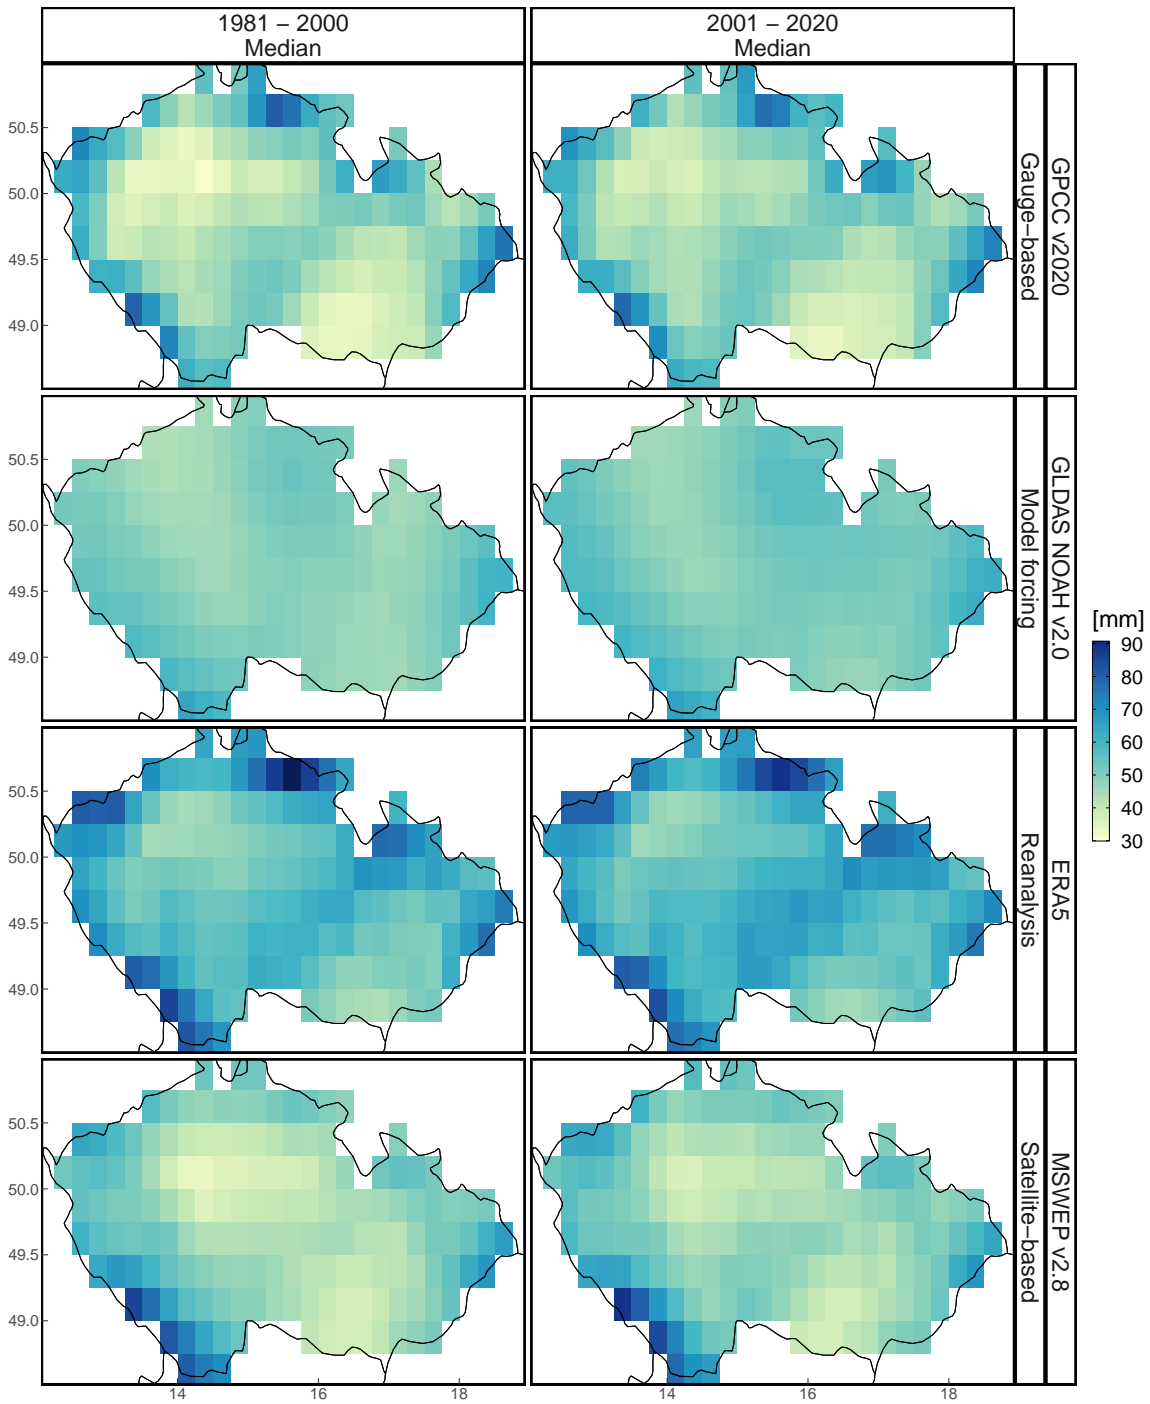 1981 − 2000
Median
2001 − 2020
Median
50.5
50.0
49.5
49.0
GPCC v2020
Gauge−based
50.5
50.0
49.5
49.0
GLDAS NOAH v2.0
Model forcing
50.5
50.0
49.5
49.0
ERA5
Reanalysis
50.5
50.0
49.5
49.0
MSWEP v2.8
Satellite−based
14
16
18
14
16
18
[mm]
90
80
70
60
50
40
30